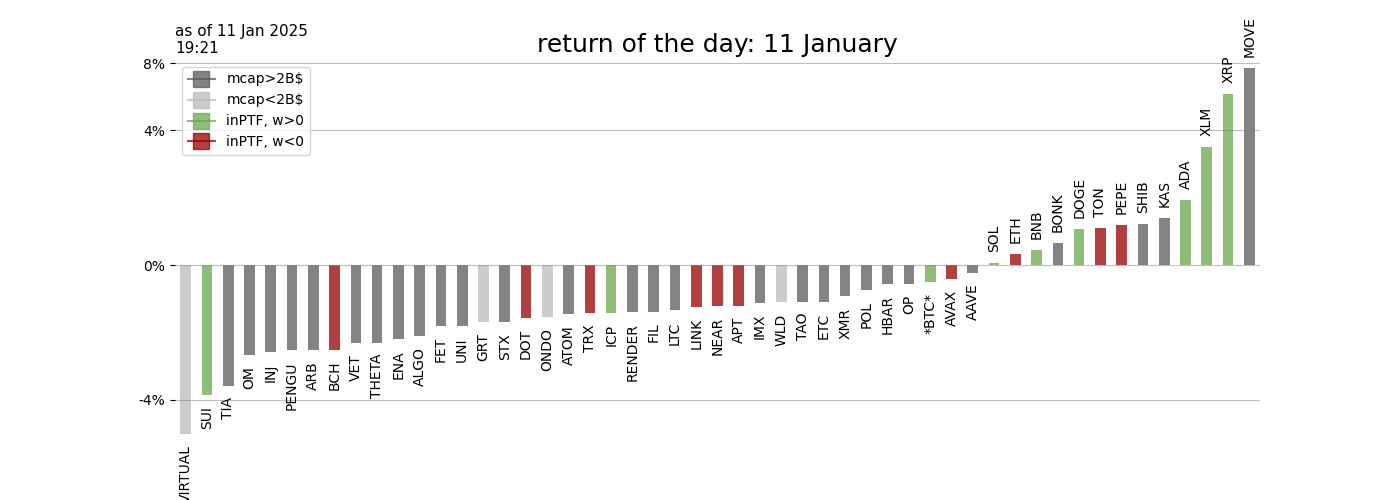 as of 11 Jan 2025
19:21
return of the day: 11 January
8%
4%
0%
-4%
mcap>2B$
mcap<2B$
inPTF, w>0
inPTF, w<0
VIRTUAL
SUI
TIA
OM
INJ
PENGU
ARB
BCH
VET
THETA
ENA
ALGO
FET
UNI
GRT
STX
DOT
ONDO
ATOM
TRX
ICP
RENDER
FIL
LTC
LINK
NEAR
APT
IMX
WLD
TAO
ETC
XMR
POL
HBAR
OP
*BTC*
AVAX
AAVE
SOL
ETH
BNB
BONK
DOGE
TON
PEPE
SHIB
KAS
ADA
XLM
XRP
MOVE